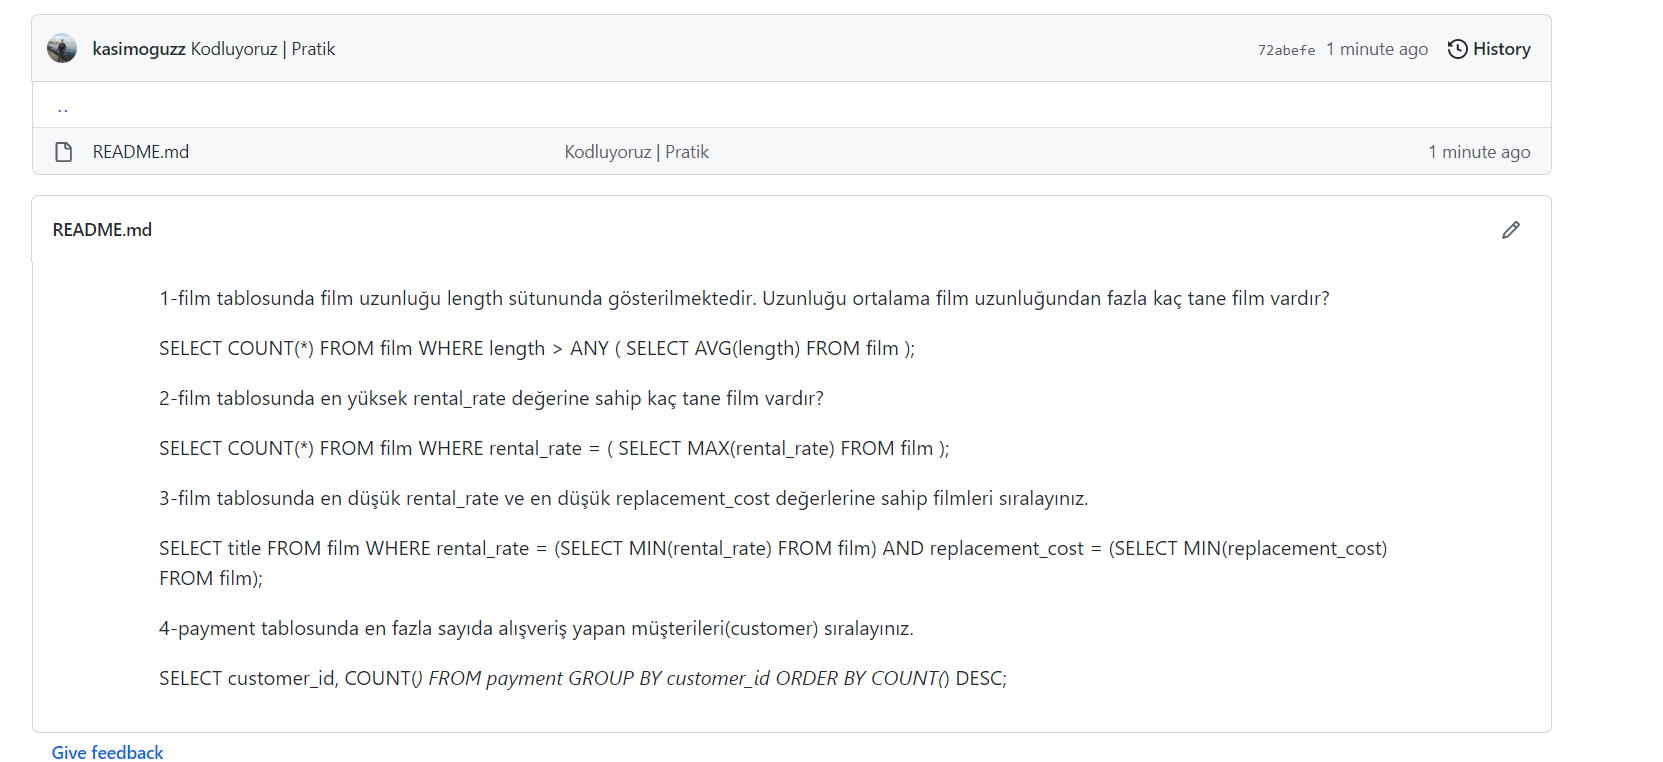 kasimoguzz Kodluyoruz | Pratik 72abefe 1 minute ago History
..
README.md Kodluyoruz | Pratik 1 minute ago
README.md
1-film tablosunda film uzunluğu length sütununda gösterilmektedir. Uzunluğu ortalama film uzunluğundan fazla kaç tane film vardır?
SELECT COUNT(*) FROM film WHERE length > ANY ( SELECT AVG(length) FROM film );
2-film tablosunda en yüksek rental_rate değerine sahip kaç tane film vardır?
SELECT COUNT(*) FROM film WHERE rental_rate = ( SELECT MAX(rental_rate) FROM film );
3-film tablosunda en düşük rental_rate ve en düşük replacement_cost değerlerine sahip filmleri sıralayınız.
SELECT title FROM film WHERE rental_rate = (SELECT MIN(rental_rate) FROM film) AND replacement_cost = (SELECT MIN(replacement_cost)
FROM film);
4-payment tablosunda en fazla sayıda alışveriş yapan müşterileri(customer) sıralayınız.
SELECT customer_id, COUNT() FROM payment GROUP BY customer_id ORDER BY COUNT() DESC;
Give feedback